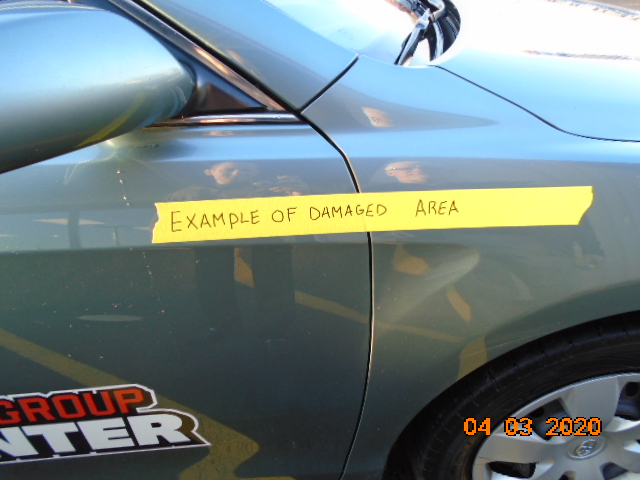 EXAMPLE OF DAMAGED AREA
GROUP
NTER
04 03 2020